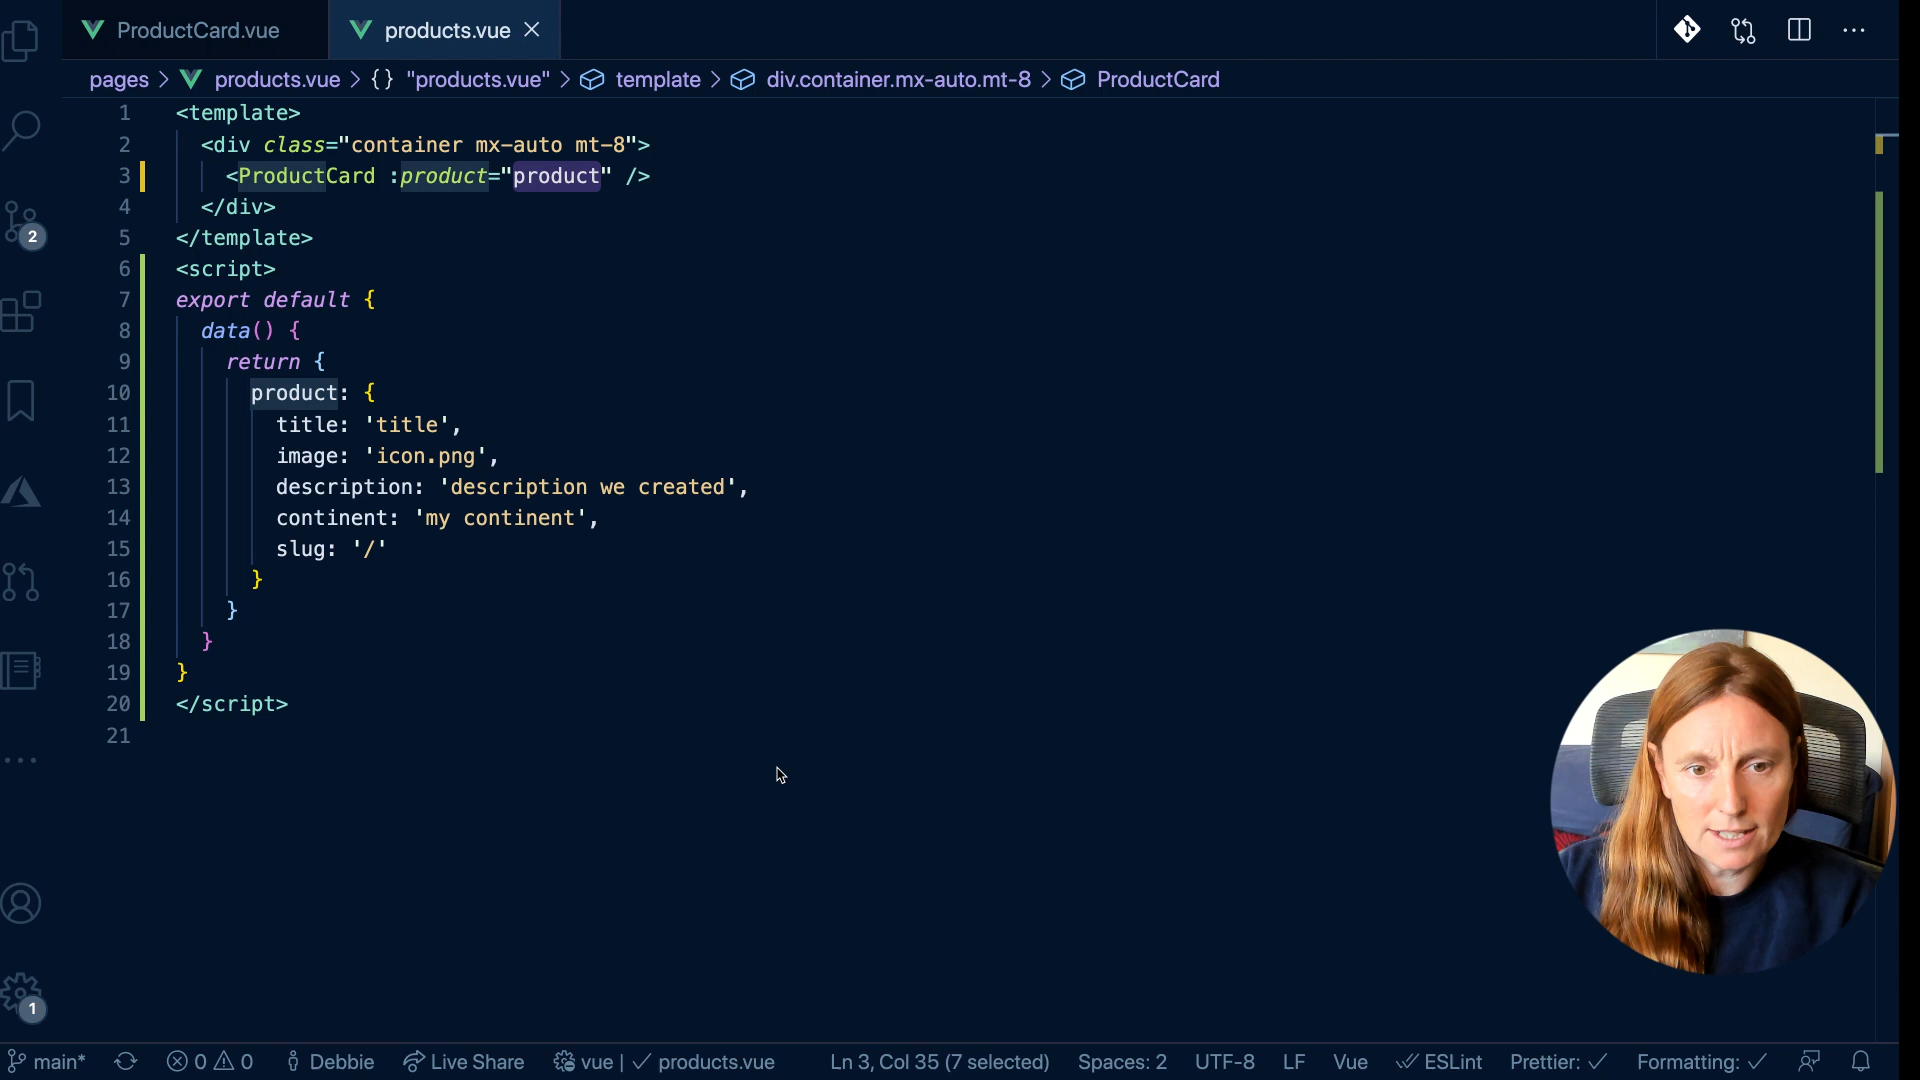 ProductCard.vue
products.vue
pages > products.vue > {} "products.vue" > template > div.container.mx-auto.mt-8 > ProductCard
1 <template>
2 <div class="container mx-auto mt-8">
3 <ProductCard :product="product" />
4 </div>
5 </template>
6 <script>
7 export default {
8 data() {
9 return {
10 product: {
11 title: 'title',
12 image: 'icon.png',
13 description: 'description we created',
14 continent: 'my continent',
15 slug: '/'
16 }
17 }
18 }
19 }
20 </script>
21
2
1
main* 0 0 Debbie Live Share vue | products.vue Ln 3, Col 35 (7 selected) Spaces: 2 UTF-8 LF Vue ESLint Prettier: ✓ Formatting: ✓